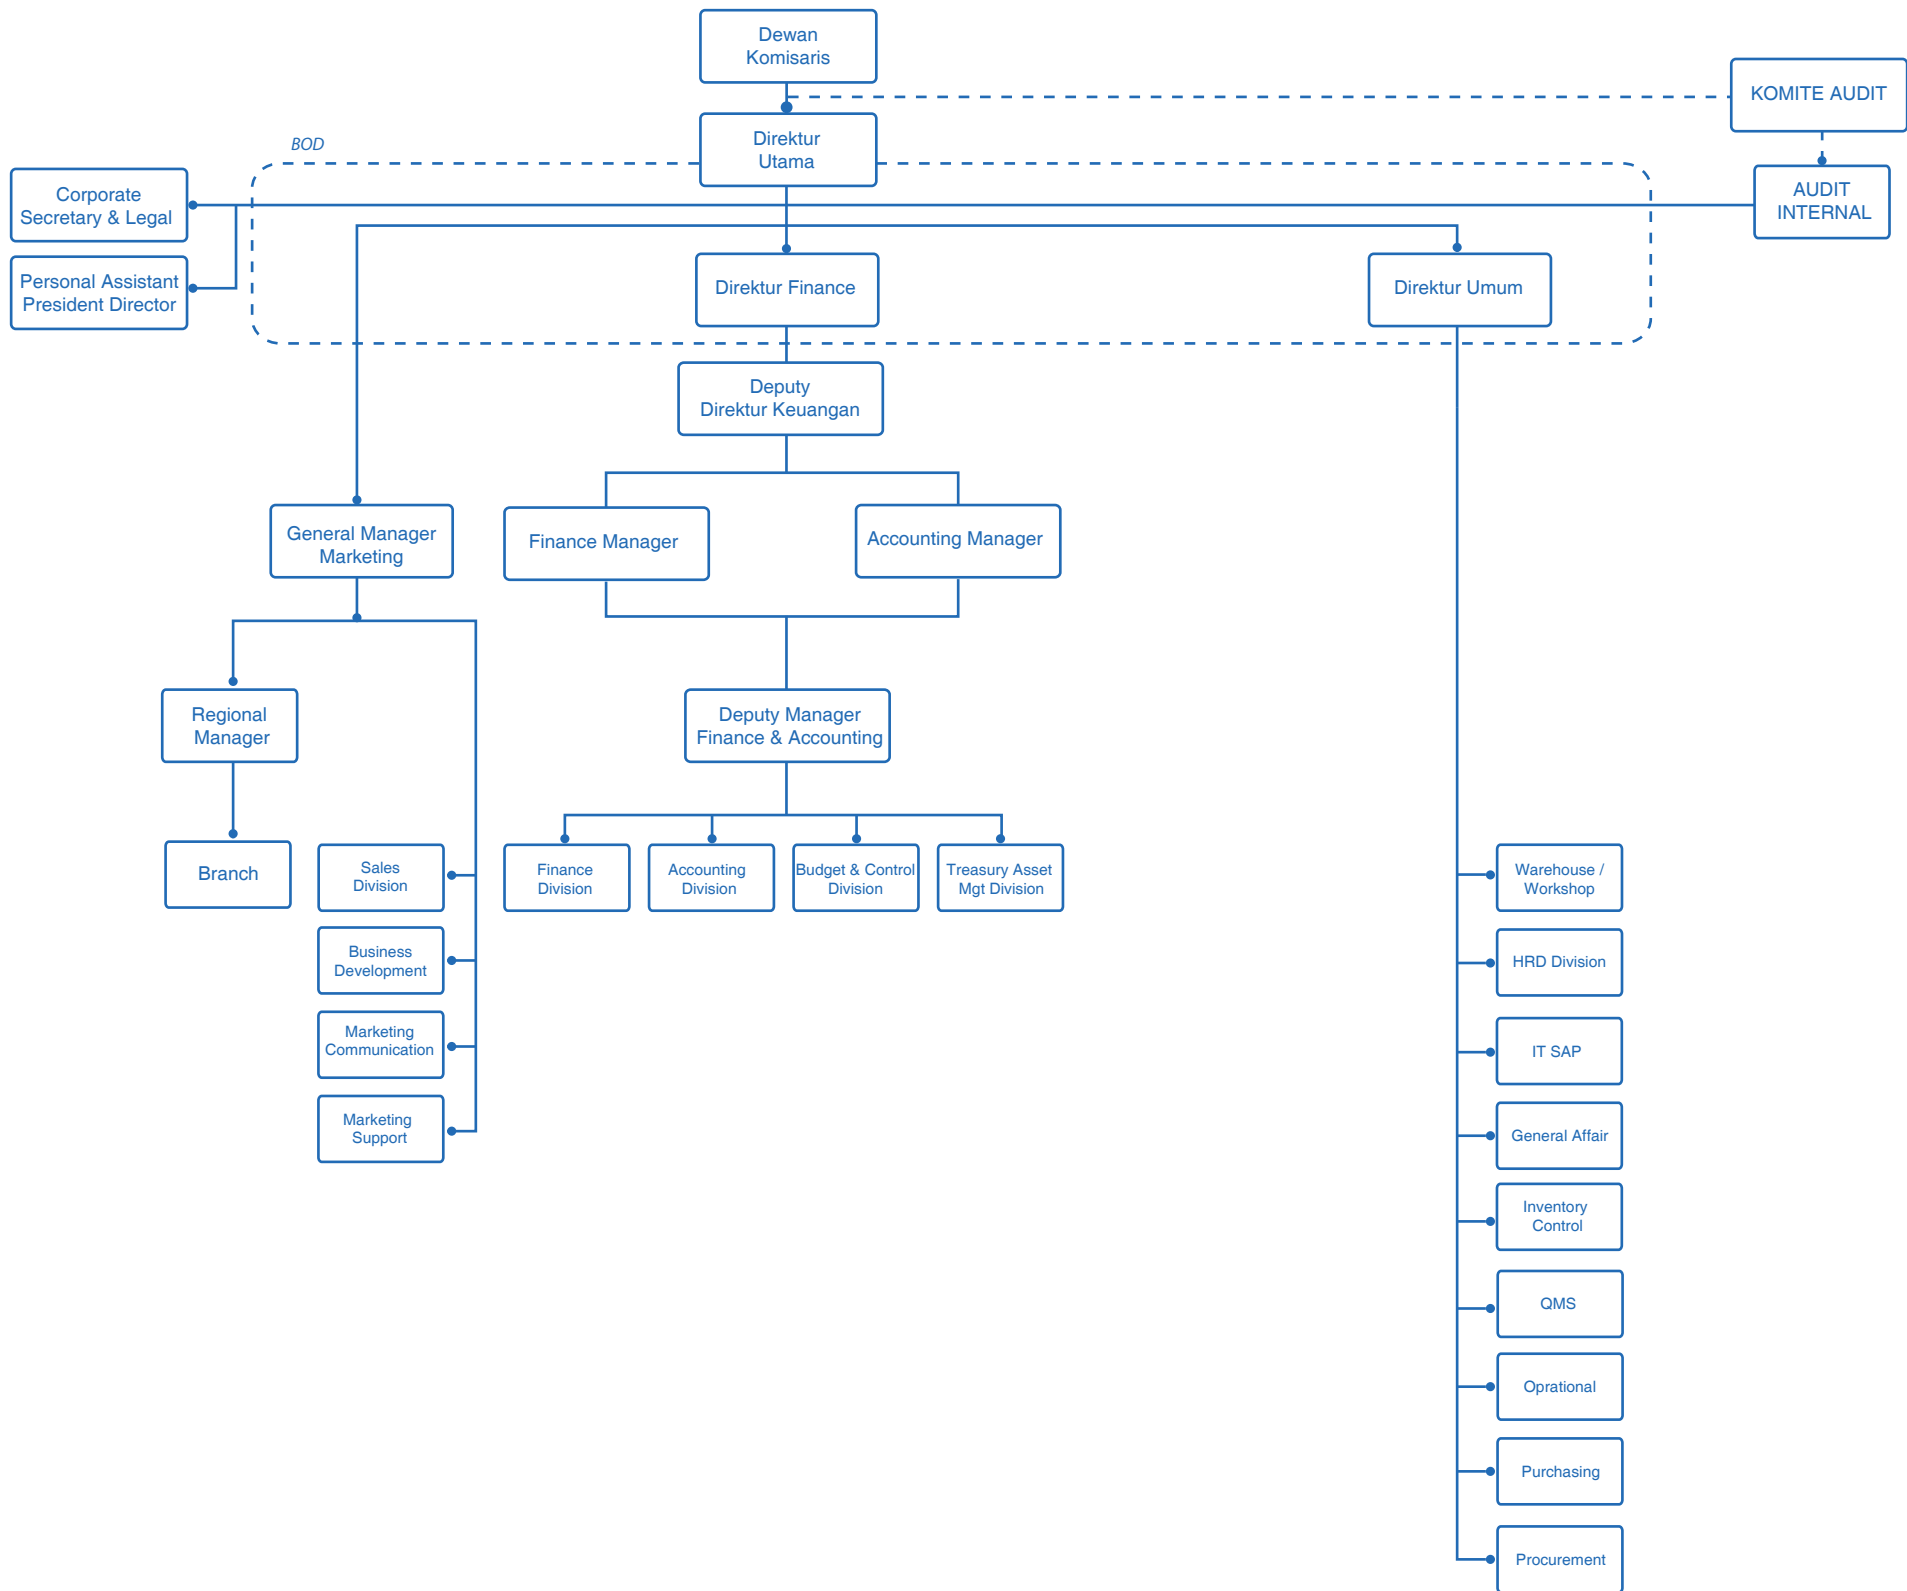 Dewan
Komisaris
KOMITE AUDIT
Direktur
Utama
BOD
Corporate
Secretary & Legal
AUDIT
INTERNAL
Personal Assistant
President Director
Direktur Finance
Direktur Umum
Deputy
Direktur Keuangan
General Manager
Marketing
Finance Manager
Accounting Manager
Regional
Manager
Deputy Manager
Finance & Accounting
Branch
Sales
Division
Finance
Division
Accounting
Division
Budget & Control
Division
Treasury Asset
Mgt Division
Warehouse /
Workshop
Business
Development
HRD Division
Marketing
Communication
IT SAP
Marketing
Support
General Affair
Inventory
Control
QMS
Oprational
Purchasing
Procurement